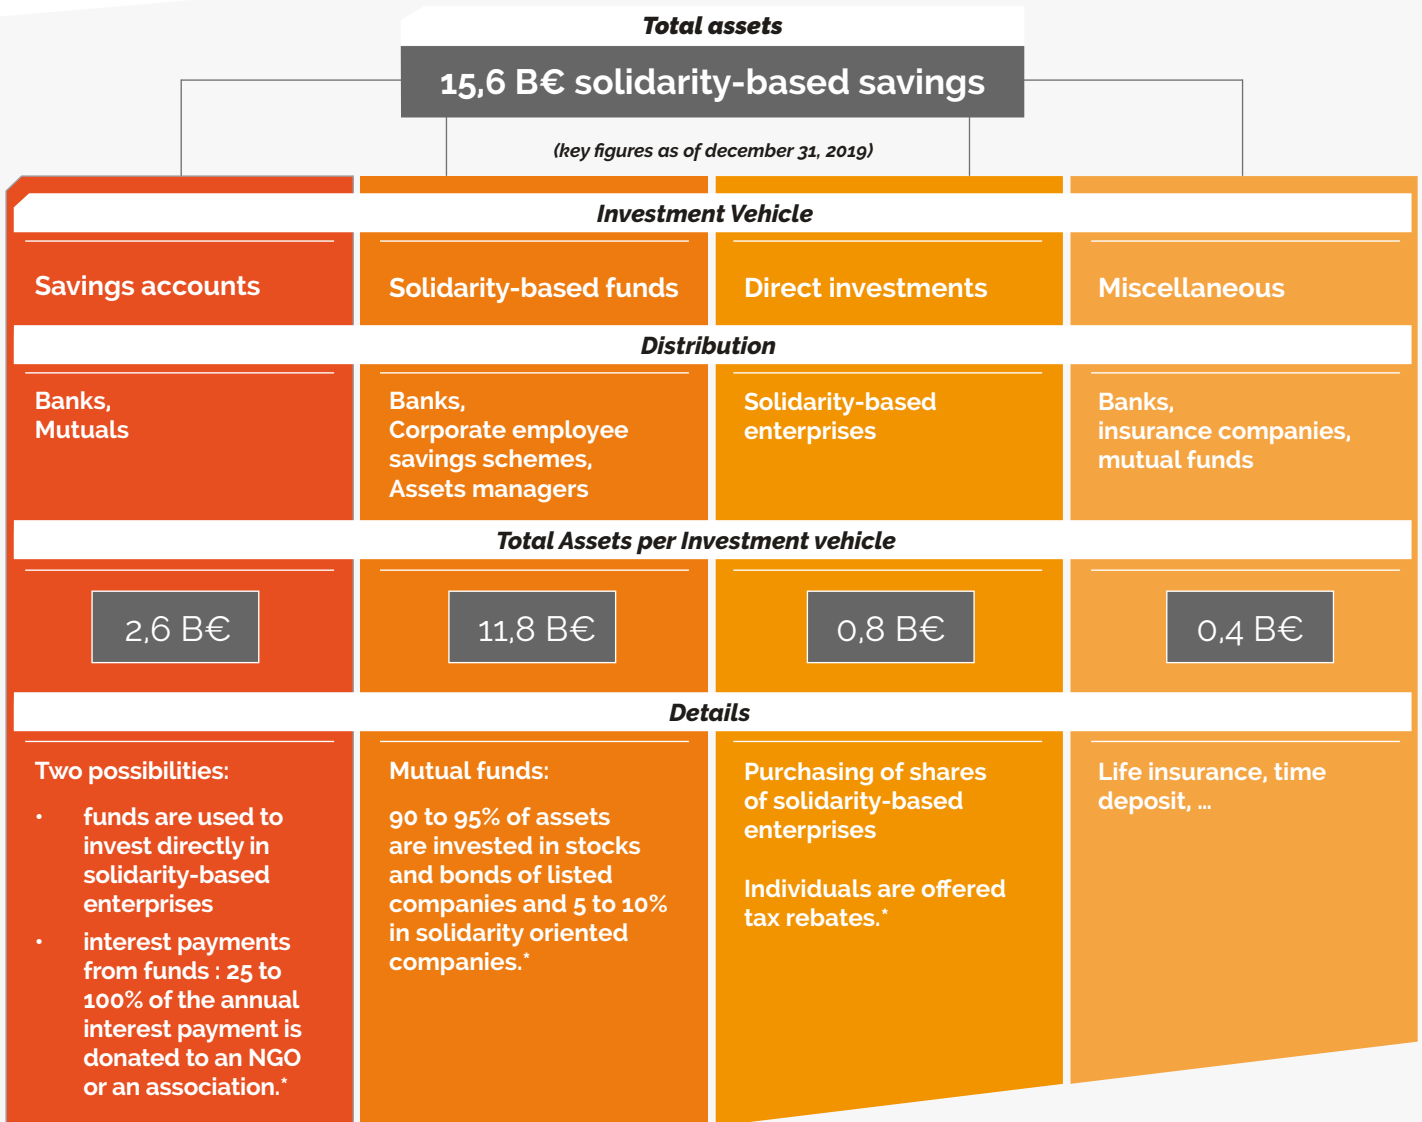 Total assets
15,6 B€ solidarity-based savings
(key figures as of december 31, 2019)
Investment Vehicle
Savings accounts
Solidarity-based funds
Direct investments
Miscellaneous
Distribution
Banks,
Mutuals
Banks,
Corporate employee
savings schemes,
Assets managers
Solidarity-based
enterprises
Banks,
insurance companies,
mutual funds
Total Assets per Investment vehicle
2,6 B€
11,8 B€
0,8 B€
0,4 B€
Details
Two possibilities:
• funds are used to
invest directly in
solidarity-based
enterprises
• interest payments
from funds : 25 to
100% of the annual
interest payment is
donated to an NGO
or an association.*
Mutual funds:
90 to 95% of assets
are invested in stocks
and bonds of listed
companies and 5 to 10%
in solidarity oriented
companies.*
Purchasing of shares
of solidarity-based
enterprises
Individuals are offered
tax rebates.*
Life insurance, time
deposit, ...